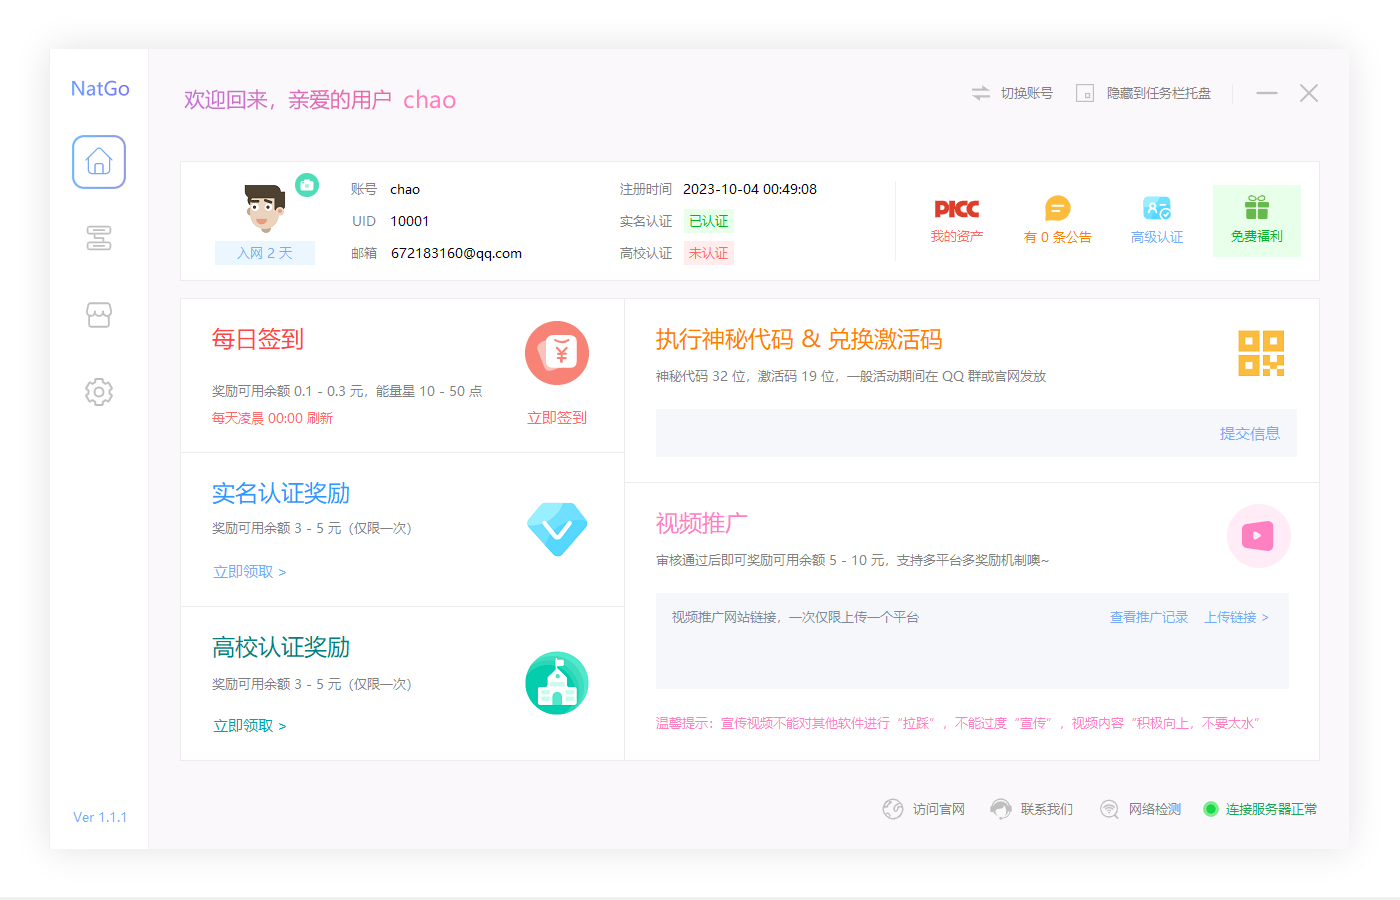 NatGo
欢迎回来，亲爱的用户 chao
切换账号
隐藏到任务栏托盘
入网 2 天
账号 chao
UID 10001
邮箱 672183160@qq.com
注册时间 2023-10-04 00:49:08
实名认证 已认证
高校认证 未认证
PICC
我的资产
有 0 条公告
高级认证
免费福利
每日签到
奖励可用余额 0.1 - 0.3 元，能量星 10 - 50 点
每天凌晨 00:00 刷新
¥
立即签到
实名认证奖励
奖励可用余额 3 - 5 元（仅限一次）
立即领取 >
高校认证奖励
奖励可用余额 3 - 5 元（仅限一次）
立即领取 >
执行神秘代码 & 兑换激活码
神秘代码 32 位，激活码 19 位，一般活动期间在 QQ 群或官网发放
提交信息
视频推广
审核通过后即可奖励可用余额 5 - 10 元，支持多平台多奖励机制噢~
视频推广网站链接，一次仅限上传一个平台
查看推广记录
上传链接 >
温馨提示：宣传视频不能对其他软件进行“拉踩”，不能过度“宣传”，视频内容“积极向上，不要太水”
Ver 1.1.1
访问官网
联系我们
网络检测
连接服务器正常